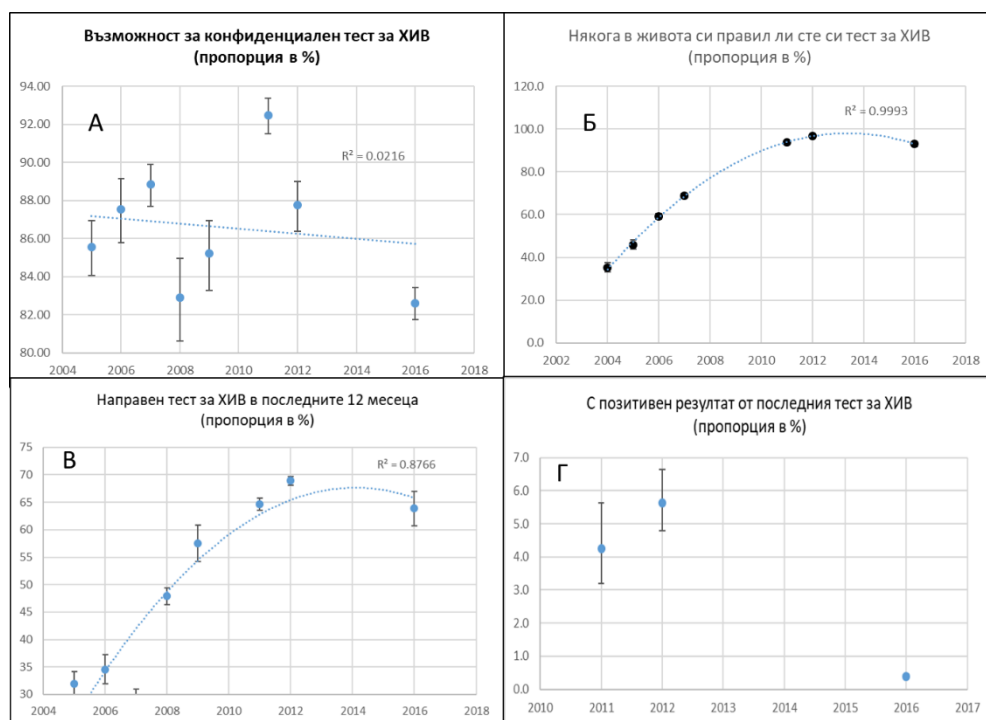 Възможност за конфиденциален тест за ХИВ
(пропорция в %)
94.00
А
92.00
R² = 0.0216
90.00
88.00
86.00
84.00
82.00
80.00
2004 2006 2008 2010 2012 2014 2016 2018
Някога в живота си правил ли сте си тест за ХИВ
(пропорция в %)
120.0
Б
R² = 0.9993
100.0
80.0
60.0
40.0
20.0
0.0
2002 2004 2006 2008 2010 2012 2014 2016 2018
Направен тест за ХИВ в последните 12 месеца
(пропорция в %)
75
В
R² = 0.8766
70
65
60
55
50
45
40
35
30
2004 2006 2008 2010 2012 2014 2016 2018
С позитивен резултат от последния тест за ХИВ
(пропорция в %)
7.0
Г
6.0
5.0
4.0
3.0
2.0
1.0
0.0
2010 2011 2012 2013 2014 2015 2016 2017